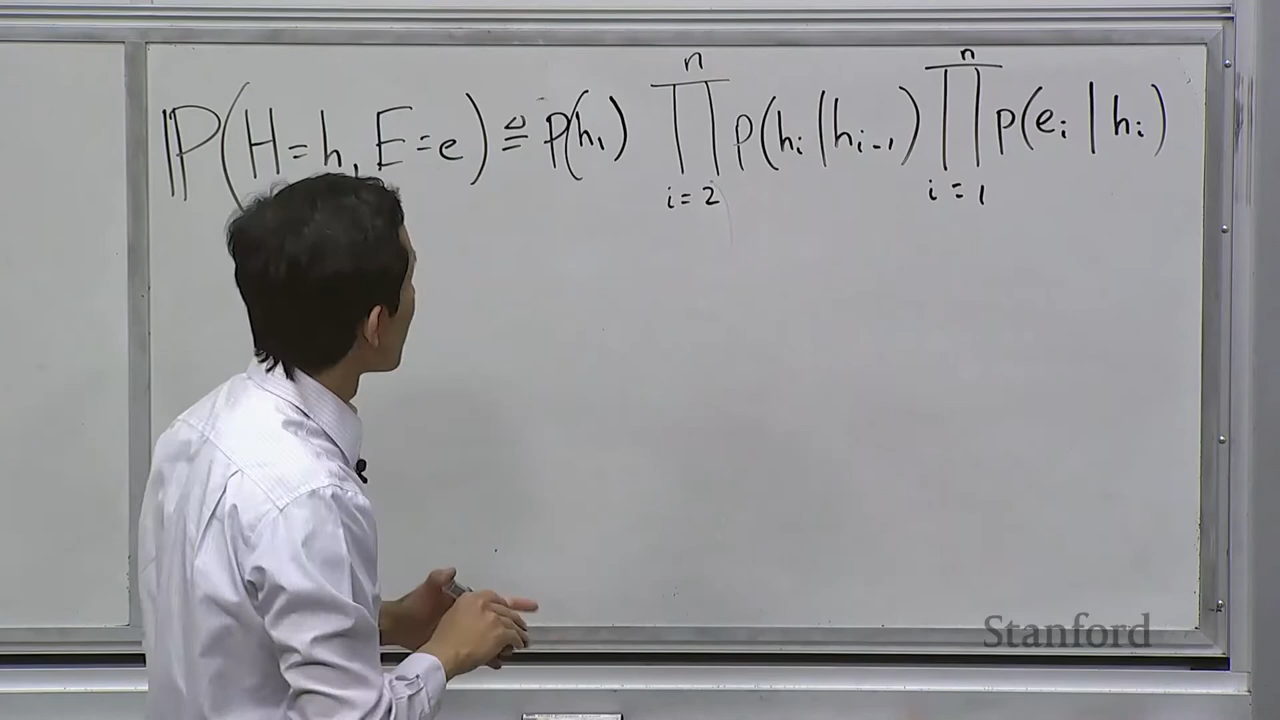 ℙ(H=h, E=e) ≜ p(h₁) ∏ᵢ₌₂ⁿ p(hᵢ | hᵢ₋₁) ∏ᵢ₌₁ⁿ p(eᵢ | hᵢ)
Stanford